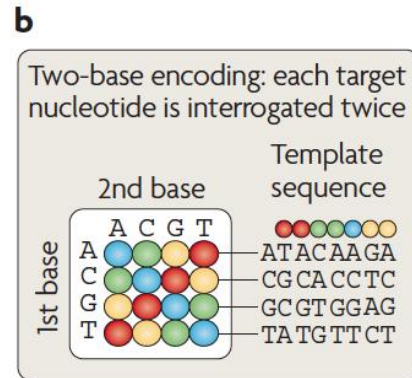 b
Two-base encoding: each target
nucleotide is interrogated twice
Template
sequence
2nd base
A C G T
1st base
A
C
G
T
ATACAAGA
CGCACCTC
GCGTGGAG
TATGTTCT